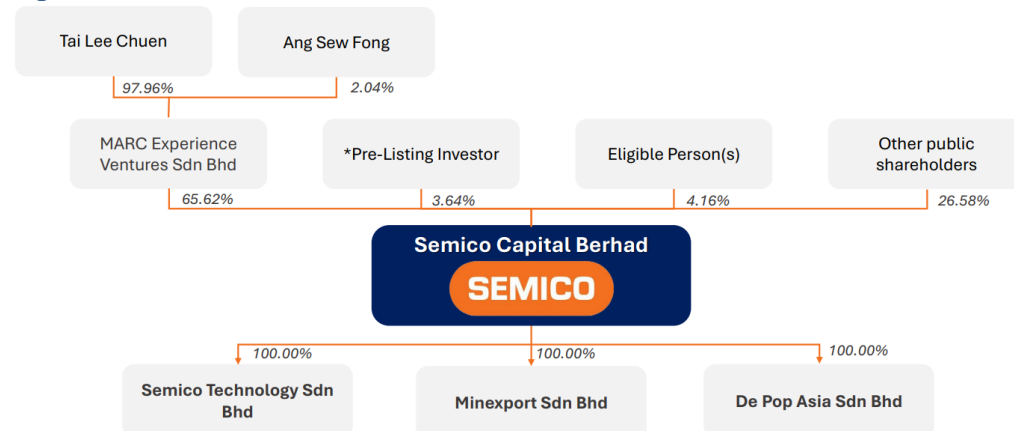 Tai Lee Chuen
Ang Sew Fong
97.96%
2.04%
MARC Experience
Ventures Sdn Bhd
*Pre-Listing Investor
Eligible Person(s)
Other public
shareholders
65.62%
3.64%
4.16%
26.58%
Semico Capital Berhad
SEMICO
100.00%
100.00%
100.00%
Semico Technology Sdn
Bhd
Minexport Sdn Bhd
De Pop Asia Sdn Bhd